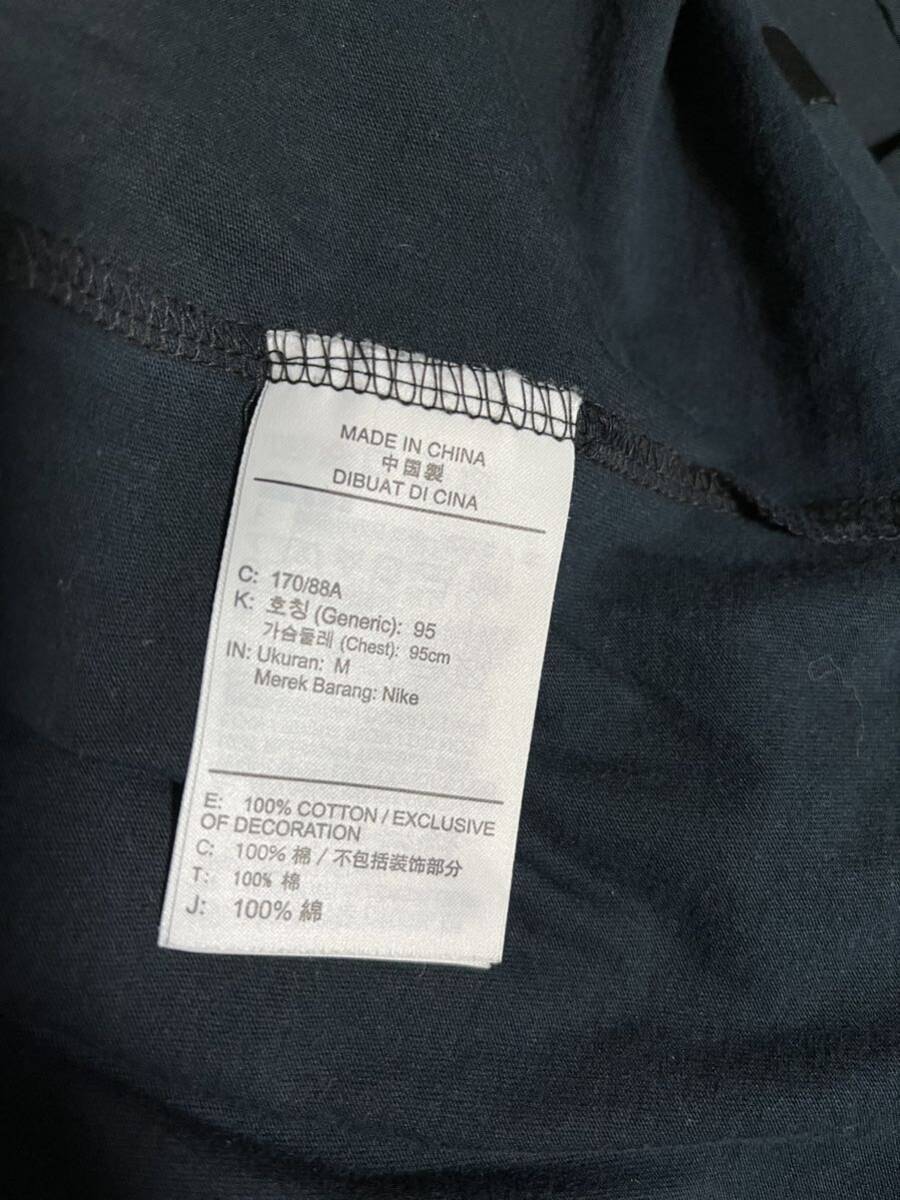 MADE IN CHINA
中国製
DIBUAT DI CINA
C: 170/88A
K: 호칭 (Generic): 95
가슴둘레 (Chest): 95cm
IN: Ukuran: M
Merek Barang: Nike
E: 100% COTTON / EXCLUSIVE
OF DECORATION
C: 100% 棉 / 不包括装饰部分
T: 100% 棉
J: 100% 綿